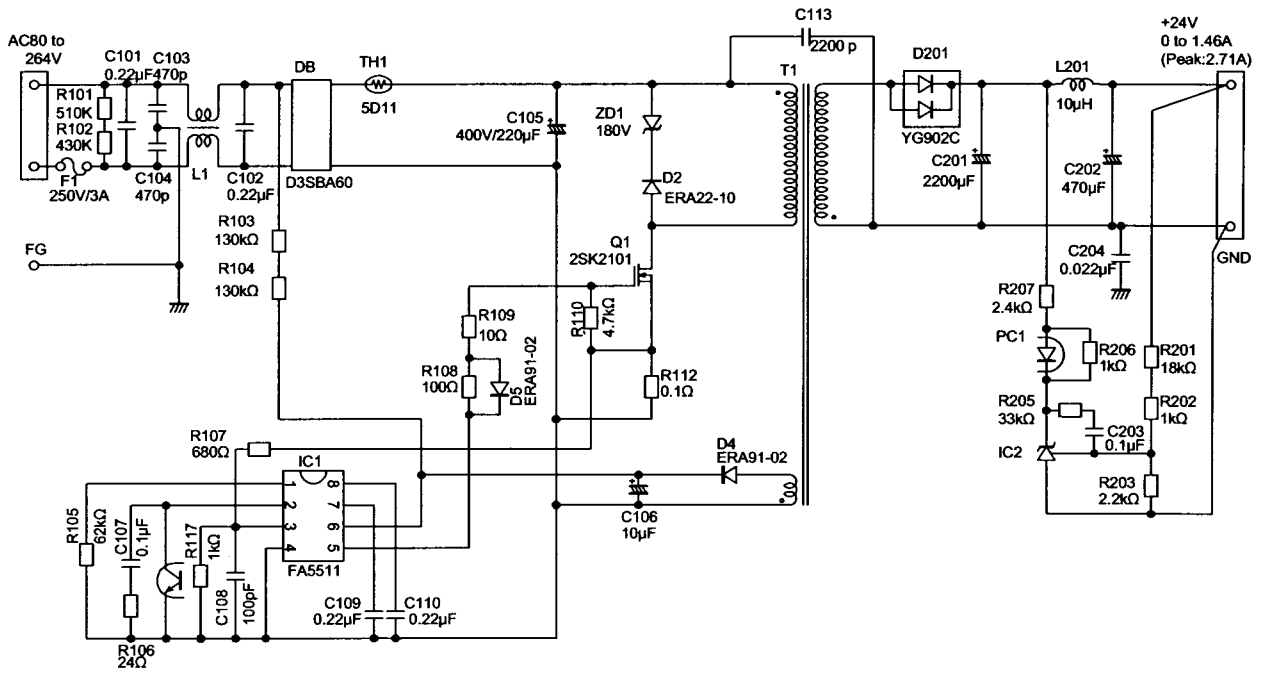 AC80 to
264V
C101
0.22µF
C103
470p
R101
510K
R102
430K
F1
250V/3A
C104
470p
L1
C102
0.22µF
DB
D3SBA60
TH1
5D11
C105
400V/220µF
ZD1
180V
D2
ERA22-10
C113
2200 p
T1
D201
YG902C
C201
2200µF
L201
10µH
C202
470µF
+24V
0 to 1.46A
(Peak:2.71A)
C204
0.022µF
GND
FG
R103
130kΩ
R104
130kΩ
Q1
2SK2101
R109
10Ω
R110
4.7kΩ
R108
100Ω
D5
ERA91-02
R112
0.1Ω
R207
2.4kΩ
PC1
R206
1kΩ
R201
18kΩ
R205
33kΩ
R202
1kΩ
C203
0.1µF
IC2
R203
2.2kΩ
R107
680Ω
IC1
1
2
3
4
8
7
6
5
FA5511
D4
ERA91-02
C106
10µF
R105
62kΩ
C107
0.1µF
R117
1kΩ
C108
100pF
R106
24Ω
C109
0.22µF
C110
0.22µF